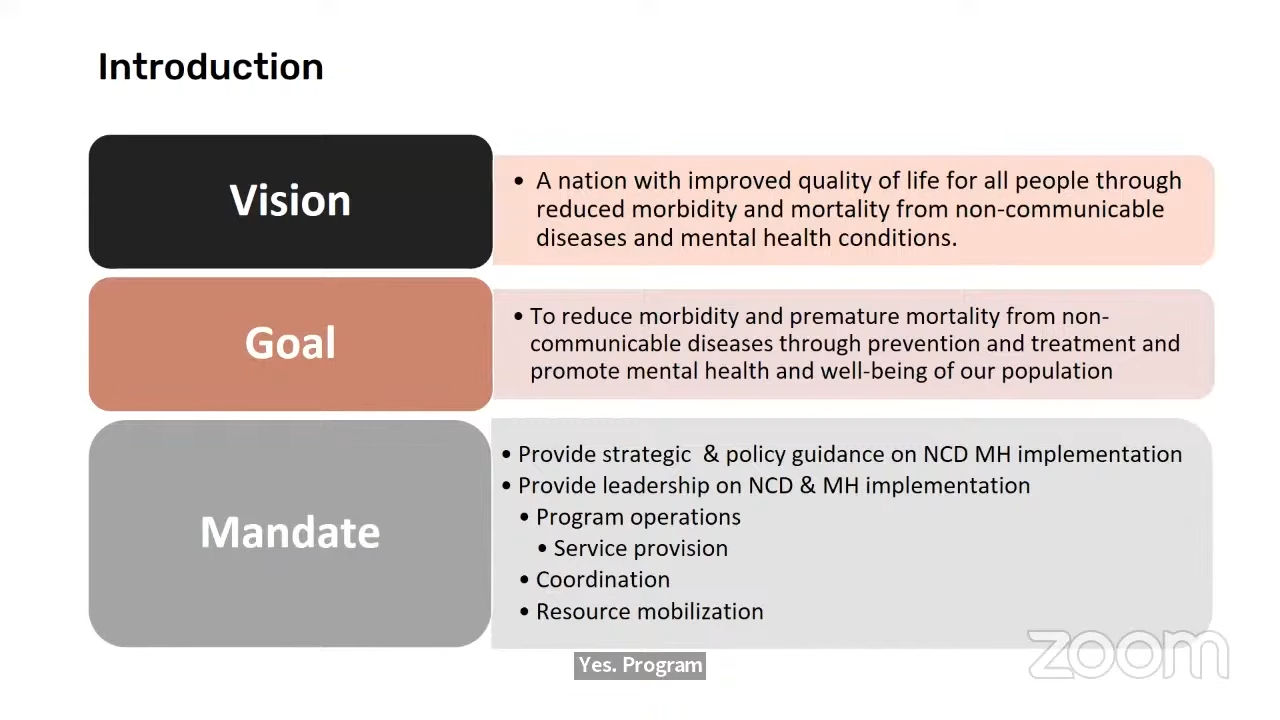 Introduction
Vision
• A nation with improved quality of life for all people through
reduced morbidity and mortality from non-communicable
diseases and mental health conditions.
Goal
• To reduce morbidity and premature mortality from non-
communicable diseases through prevention and treatment and
promote mental health and well-being of our population
Mandate
• Provide strategic & policy guidance on NCD MH implementation
• Provide leadership on NCD & MH implementation
• Program operations
• Service provision
• Coordination
• Resource mobilization
zoom
Yes. Program